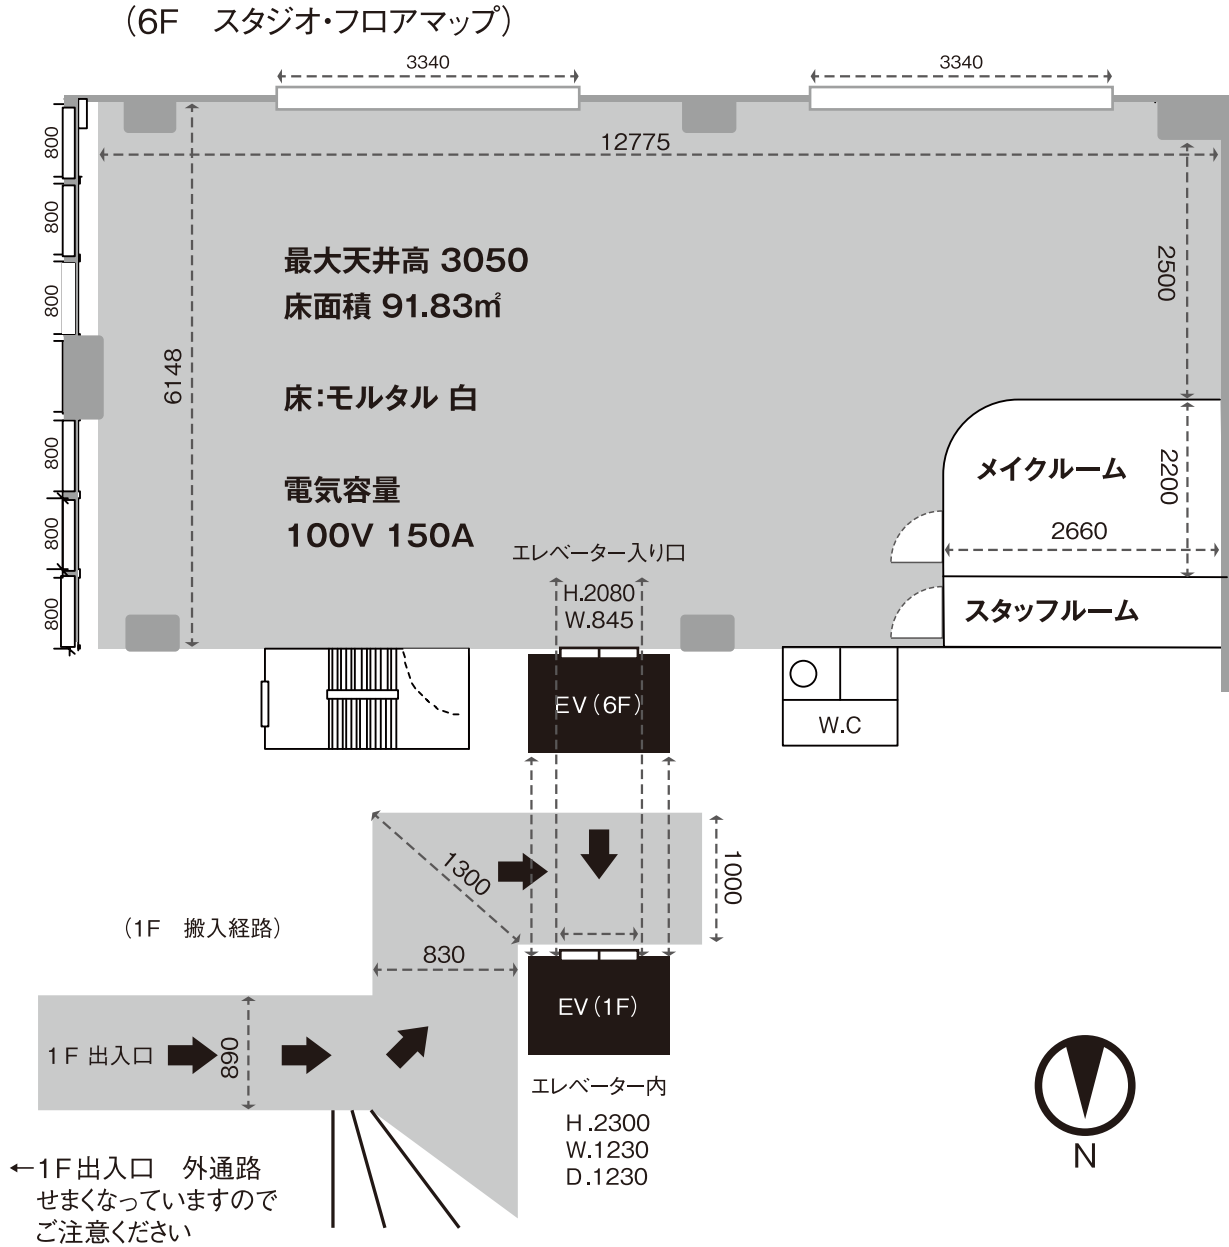 （6F　スタジオ・フロアマップ）
3340
3340
800
800
800
800
800
800
12775
6148
2500
最大天井高 3050
床面積 91.83㎡
床：モルタル 白
電気容量
100V 150A
メイクルーム
2200
2660
スタッフルーム
エレベーター入り口
H.2080
W.845
EV（6F）
W.C
1300
1000
（1F　搬入経路）
830
EV（1F）
1F 出入口
890
エレベーター内
H.2300
W.1230
D.1230
N
←1F出入口　外通路
せまくなっていますので
ご注意ください